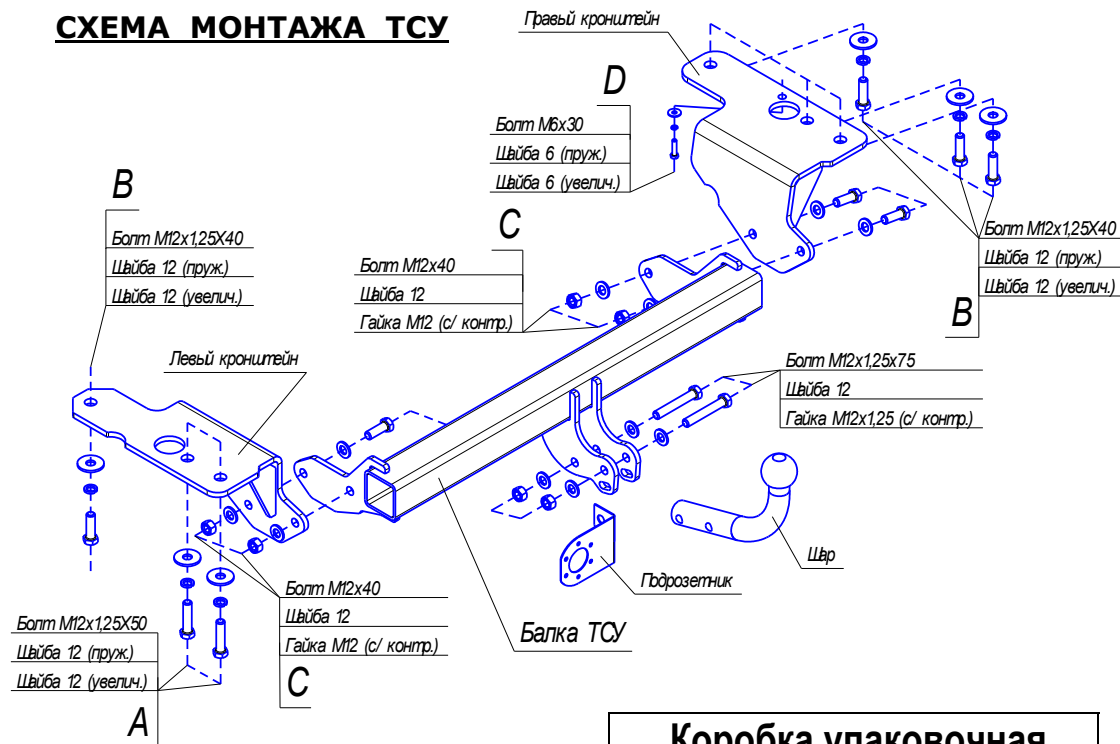 СХЕМА МОНТАЖА ТСУ
Правый кронштейн
D
Болт М6х30
Шайба 6 (пруж.)
Шайба 6 (увелич.)
B
Болт М12х1,25Х40
Шайба 12 (пруж.)
Шайба 12 (увелич.)
C
Болт М12х40
Шайба 12
Гайка М12 (с/ контр.)
Болт М12х1,25Х40
Шайба 12 (пруж.)
Шайба 12 (увелич.)
B
Левый кронштейн
Болт М12х1,25х75
Шайба 12
Гайка М12х1,25 (с/ контр.)
Шар
Подрозетник
Балка ТСУ
Болт М12х40
Шайба 12
Гайка М12 (с/ контр.)
C
Болт М12х1,25Х50
Шайба 12 (пруж.)
Шайба 12 (увелич.)
A
Коробка упаковочная